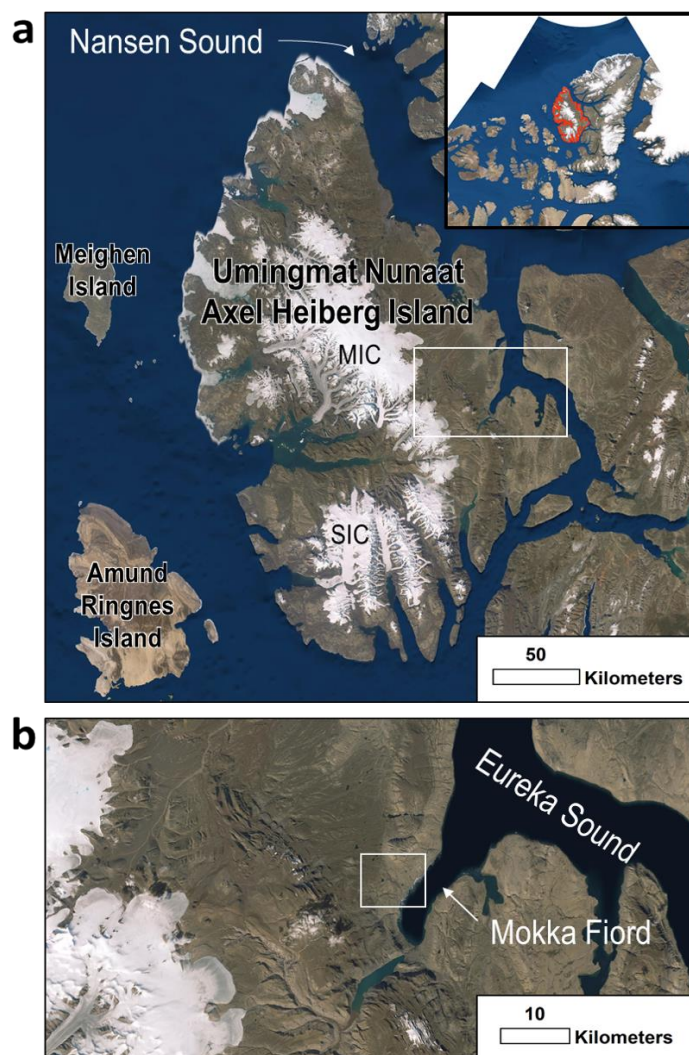 a
Nansen Sound
Meighen
Island
Umingmat Nunaat
Axel Heiberg Island
MIC
SIC
Amund
Ringnes
Island
50
Kilometers
b
Eureka Sound
Mokka Fiord
10
Kilometers